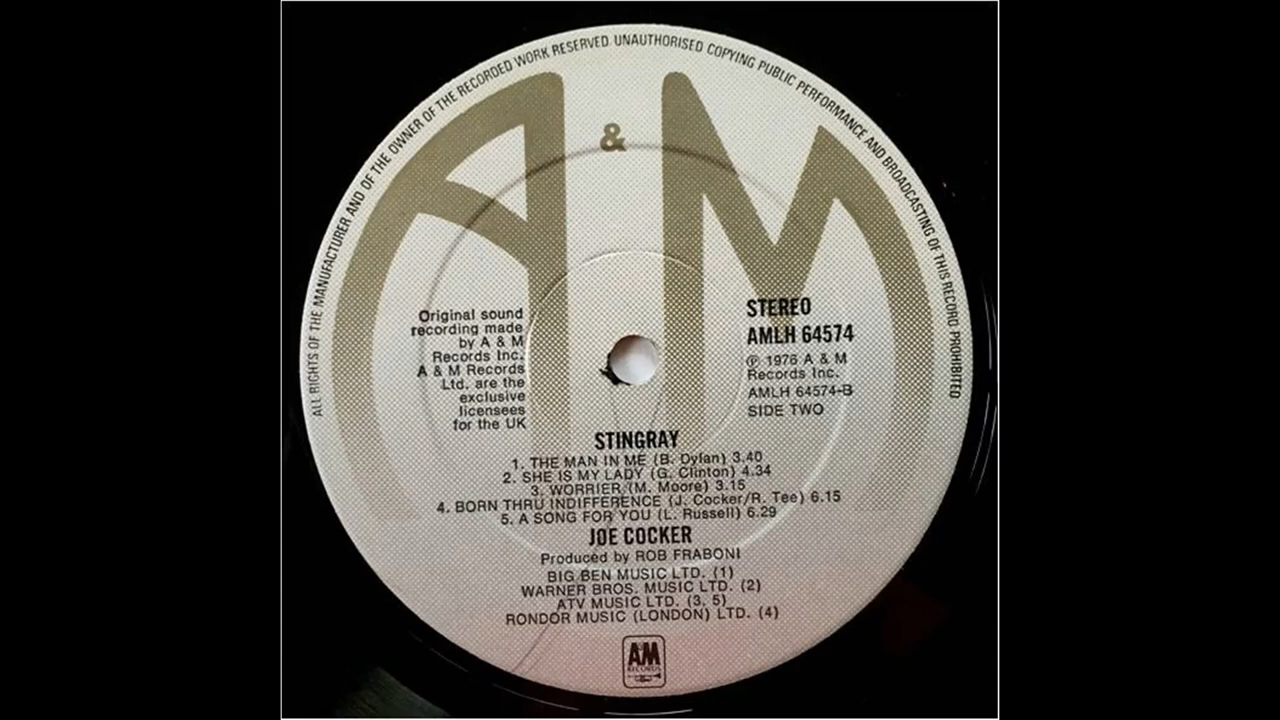 ALL RIGHTS OF THE MANUFACTURER AND OF THE OWNER OF THE RECORDED WORK RESERVED. UNAUTHORISED COPYING PUBLIC PERFORMANCE AND BROADCASTING OF THIS RECORD PROHIBITED
A & M
Original sound
recording made
by A & M
Records Inc.
A & M Records
Ltd. are the
exclusive
licensees
for the UK
STEREO
AMLH 64574
℗ 1976 A & M
Records Inc.
AMLH 64574-B
SIDE TWO
STINGRAY
1. THE MAN IN ME (B. Dylan) 3.40
2. SHE IS MY LADY (G. Clinton) 4.34
3. WORRIER (M. Moore) 3.15
4. BORN THRU INDIFFERENCE (J. Cocker/R. Tee) 6.15
5. A SONG FOR YOU (L. Russell) 6.29
JOE COCKER
Produced by ROB FRABONI
BIG BEN MUSIC LTD. (1)
WARNER BROS. MUSIC LTD. (2)
ATV MUSIC LTD. (3, 5)
RONDOR MUSIC (LONDON) LTD. (4)
A&M
RECORDS